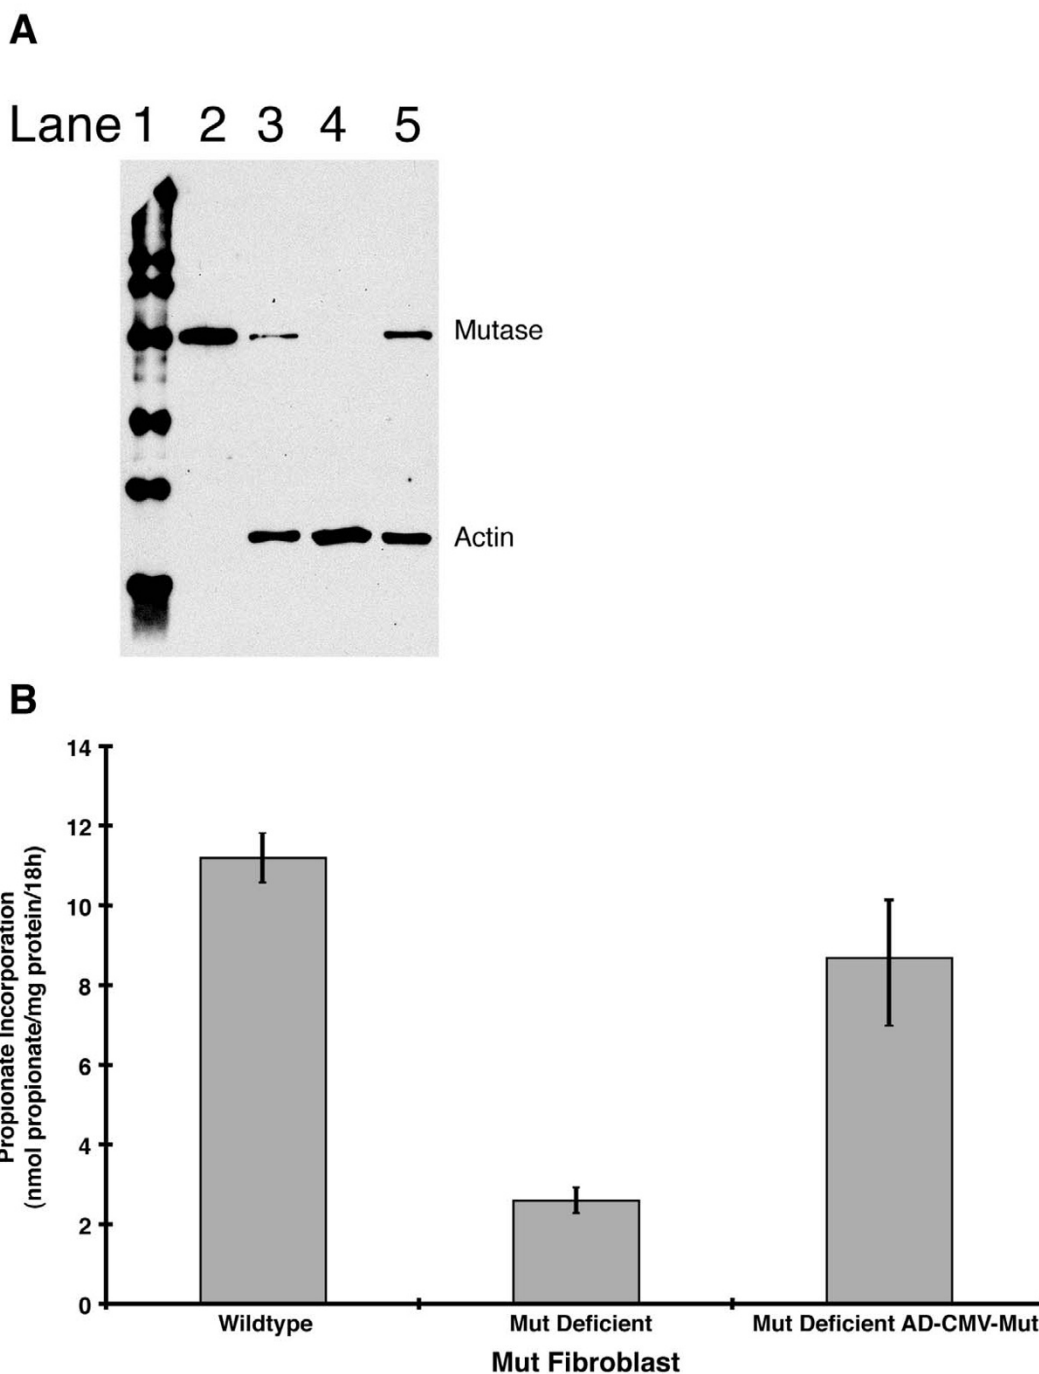 A
Lane 1 2 3 4 5
Mutase
Actin
B
Propionate Incorporation
(nmol propionate/mg protein/18h)
14
12
10
8
6
4
2
0
Wildtype Mut Deficient Mut Deficient AD-CMV-Mut
Mut Fibroblast